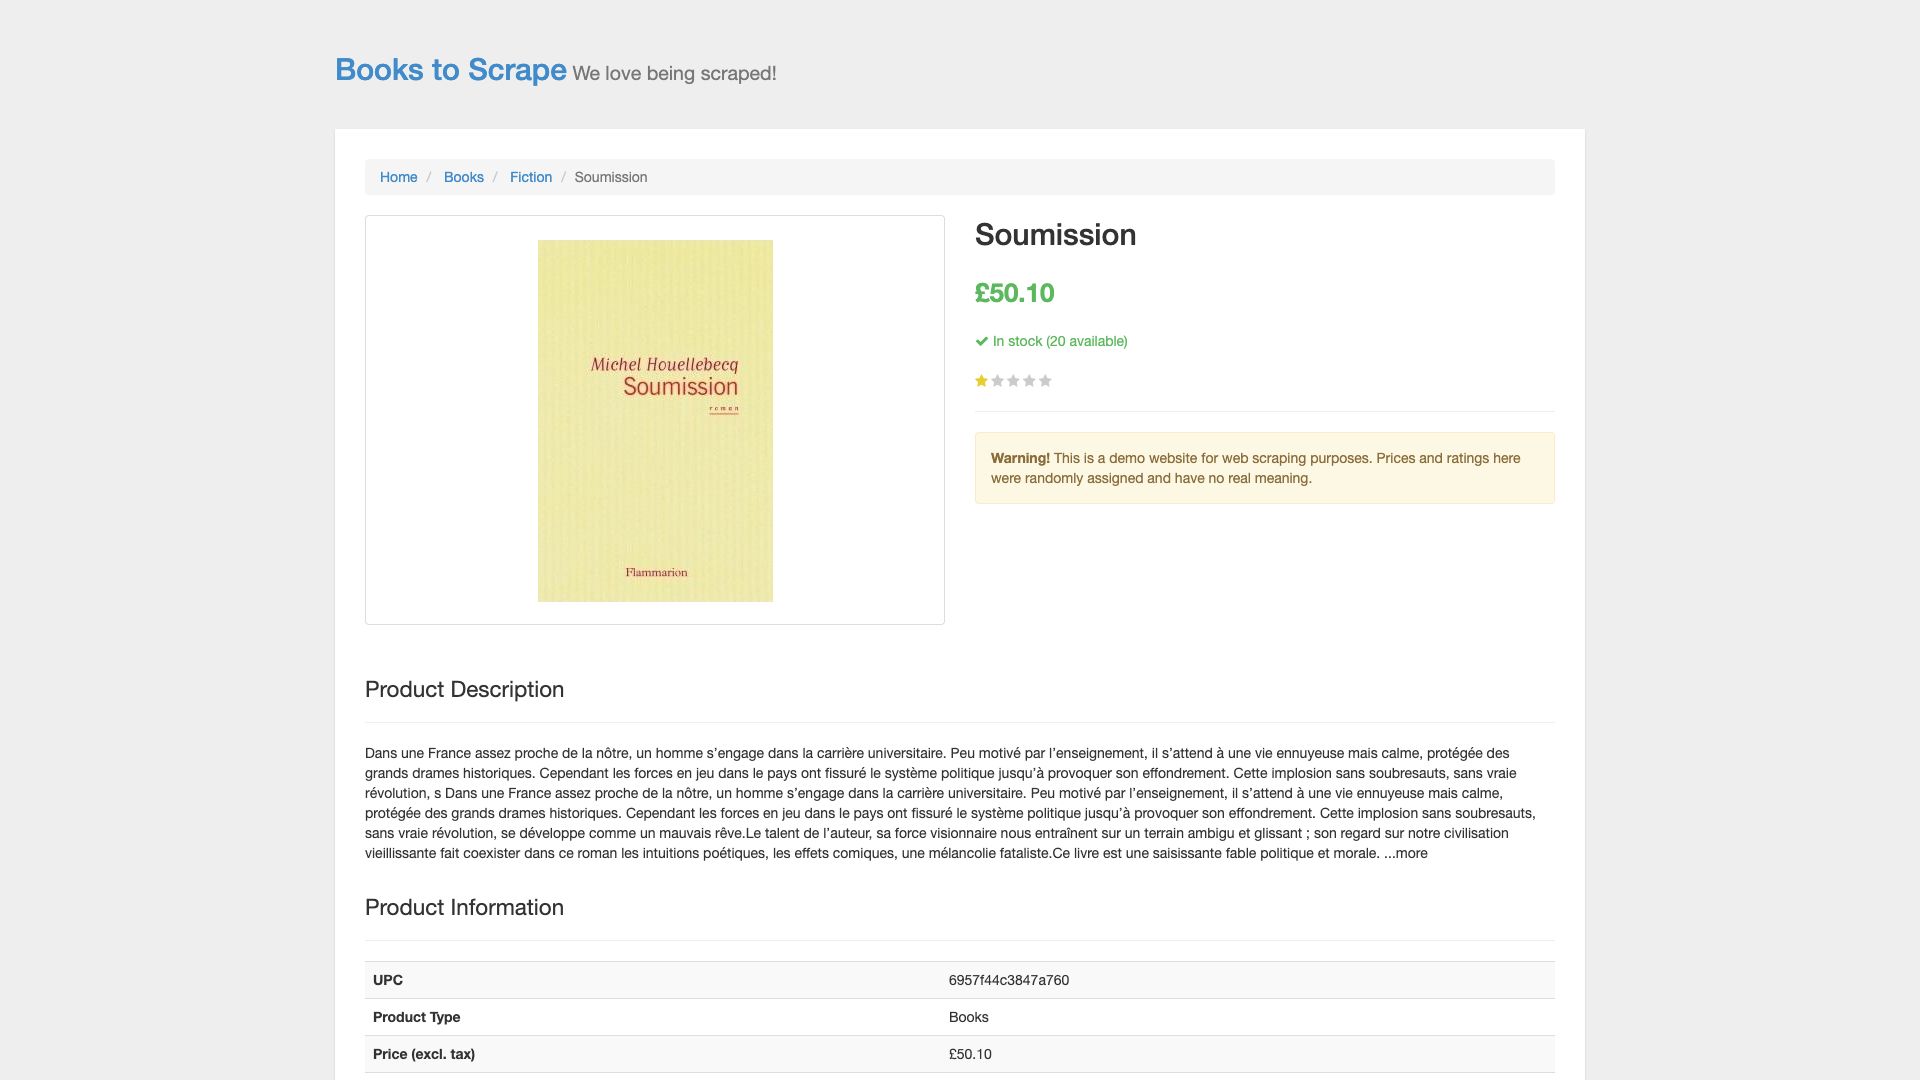 Books to Scrape We love being scraped!
Home / Books / Fiction / Soumission
Michel Houellebecq
Soumission
roman
Flammarion
Soumission
£50.10
In stock (20 available)
Warning! This is a demo website for web scraping purposes. Prices and ratings here
were randomly assigned and have no real meaning.
Product Description
Dans une France assez proche de la nôtre, un homme s’engage dans la carrière universitaire. Peu motivé par l’enseignement, il s’attend à une vie ennuyeuse mais calme, protégée des
grands drames historiques. Cependant les forces en jeu dans le pays ont fissuré le système politique jusqu’à provoquer son effondrement. Cette implosion sans soubresauts, sans vraie
révolution, s Dans une France assez proche de la nôtre, un homme s’engage dans la carrière universitaire. Peu motivé par l’enseignement, il s’attend à une vie ennuyeuse mais calme,
protégée des grands drames historiques. Cependant les forces en jeu dans le pays ont fissuré le système politique jusqu’à provoquer son effondrement. Cette implosion sans soubresauts,
sans vraie révolution, se développe comme un mauvais rêve.Le talent de l’auteur, sa force visionnaire nous entraînent sur un terrain ambigu et glissant ; son regard sur notre civilisation
vieillissante fait coexister dans ce roman les intuitions poétiques, les effets comiques, une mélancolie fataliste.Ce livre est une saisissante fable politique et morale. ...more
Product Information
UPC 6957f44c3847a760
Product Type Books
Price (excl. tax) £50.10